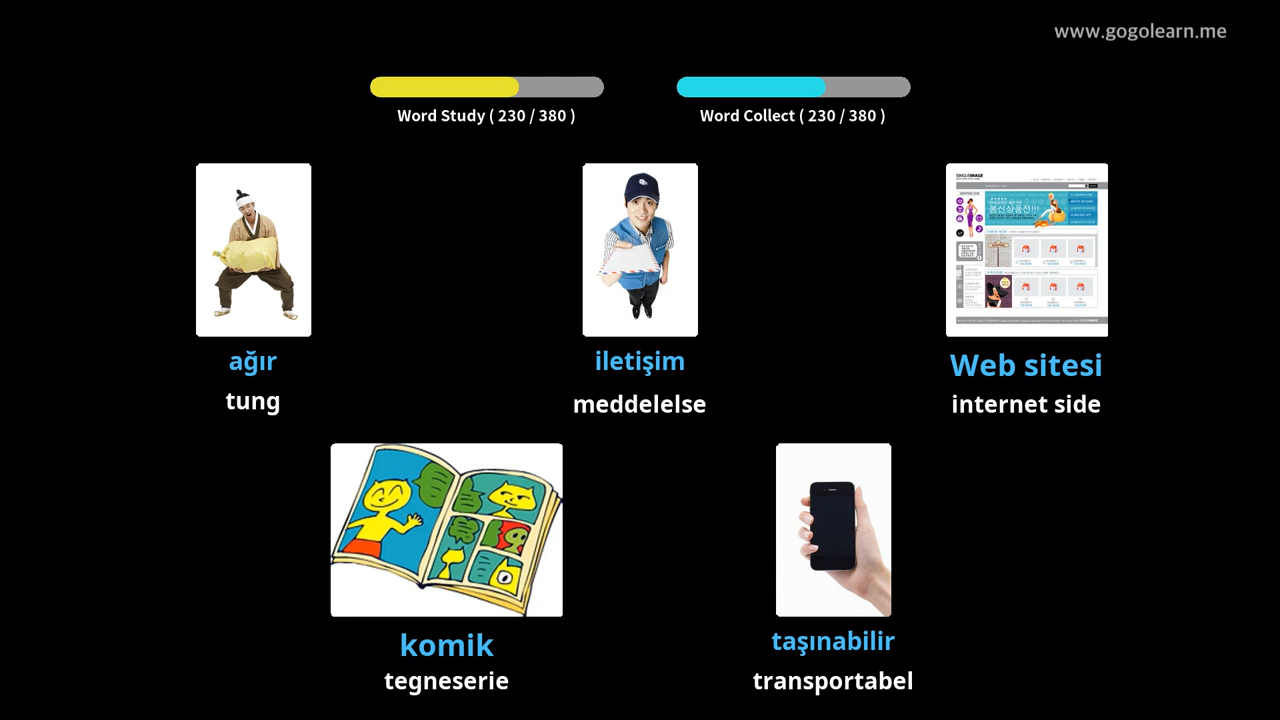 www.gogolearn.me
Word Study ( 230 / 380 )
Word Collect ( 230 / 380 )
ağır
tung
iletişim
meddelelse
Web sitesi
internet side
komik
tegneserie
taşınabilir
transportabel